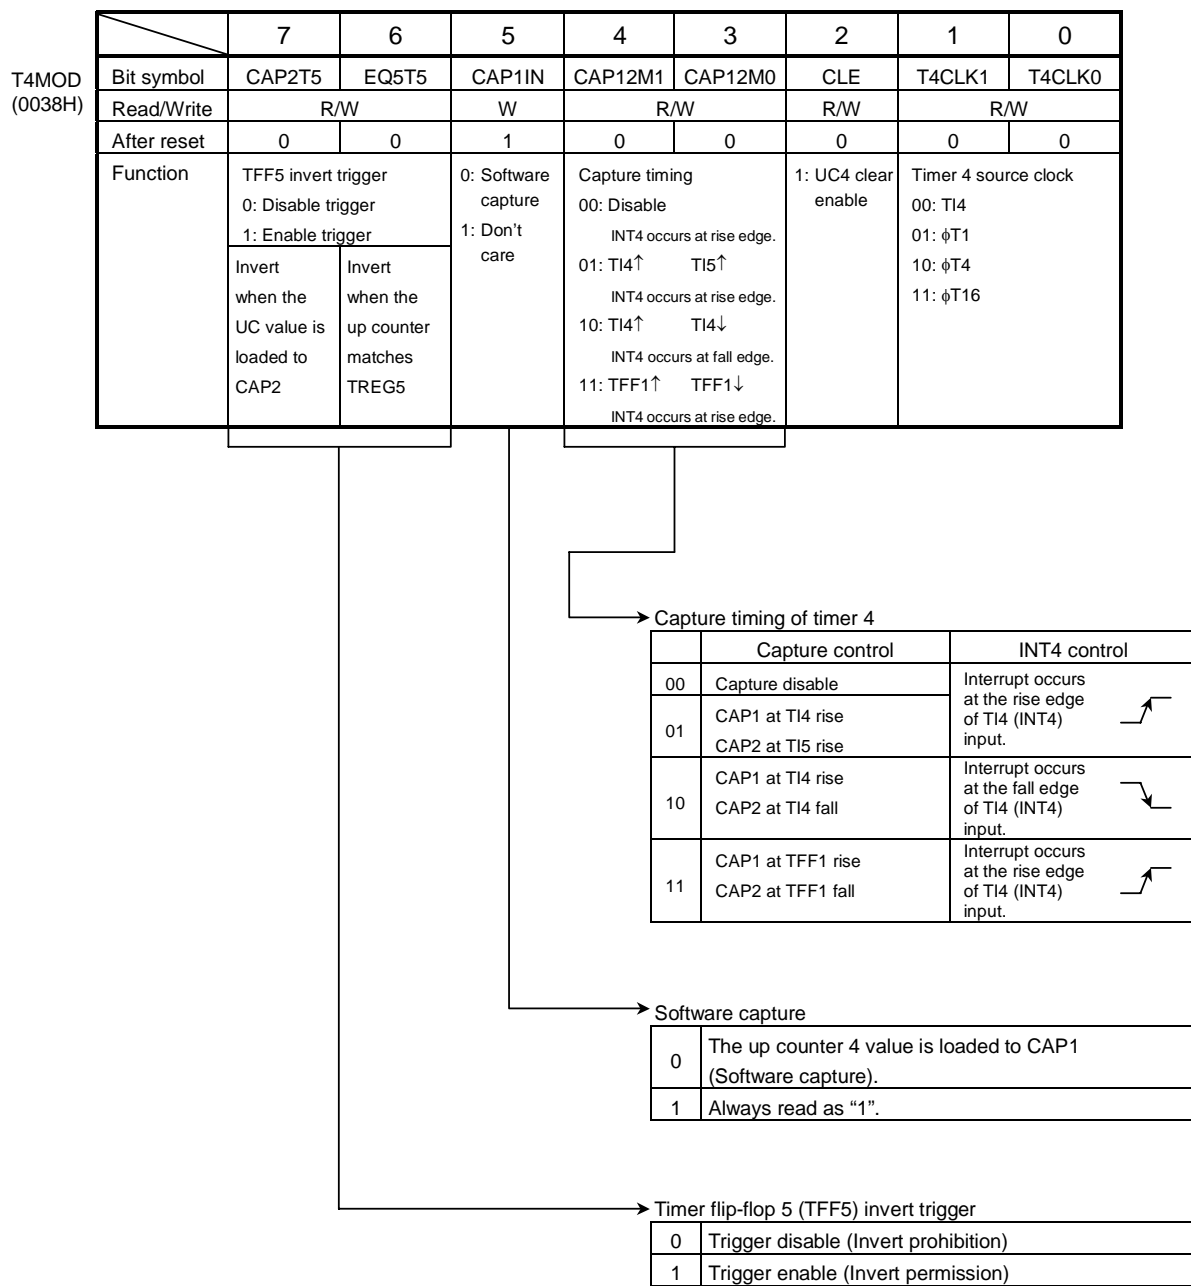 7 6 5 4 3 2 1 0
T4MOD
(0038H)
Bit symbol CAP2T5 EQ5T5 CAP1IN CAP12M1 CAP12M0 CLE T4CLK1 T4CLK0
Read/Write R/W W R/W R/W R/W
After reset 0 0 1 0 0 0 0 0
Function
TFF5 invert trigger
0: Disable trigger
1: Enable trigger
Invert
when the
UC value is
loaded to
CAP2
Invert
when the
up counter
matches
TREG5
0: Software
capture
1: Don't
care
Capture timing
00: Disable
INT4 occurs at rise edge.
01: TI4↑ TI5↑
INT4 occurs at rise edge.
10: TI4↑ TI4↓
INT4 occurs at fall edge.
11: TFF1↑ TFF1↓
INT4 occurs at rise edge.
1: UC4 clear
enable
Timer 4 source clock
00: TI4
01: ϕT1
10: ϕT4
11: ϕT16
Capture timing of timer 4
Capture control INT4 control
00 Capture disable
01
CAP1 at TI4 rise
CAP2 at TI5 rise
Interrupt occurs
at the rise edge
of TI4 (INT4)
input.
10
CAP1 at TI4 rise
CAP2 at TI4 fall
Interrupt occurs
at the fall edge
of TI4 (INT4)
input.
11
CAP1 at TFF1 rise
CAP2 at TFF1 fall
Interrupt occurs
at the rise edge
of TI4 (INT4)
input.
Software capture
0
The up counter 4 value is loaded to CAP1
(Software capture).
1 Always read as “1”.
Timer flip-flop 5 (TFF5) invert trigger
0 Trigger disable (Invert prohibition)
1 Trigger enable (Invert permission)